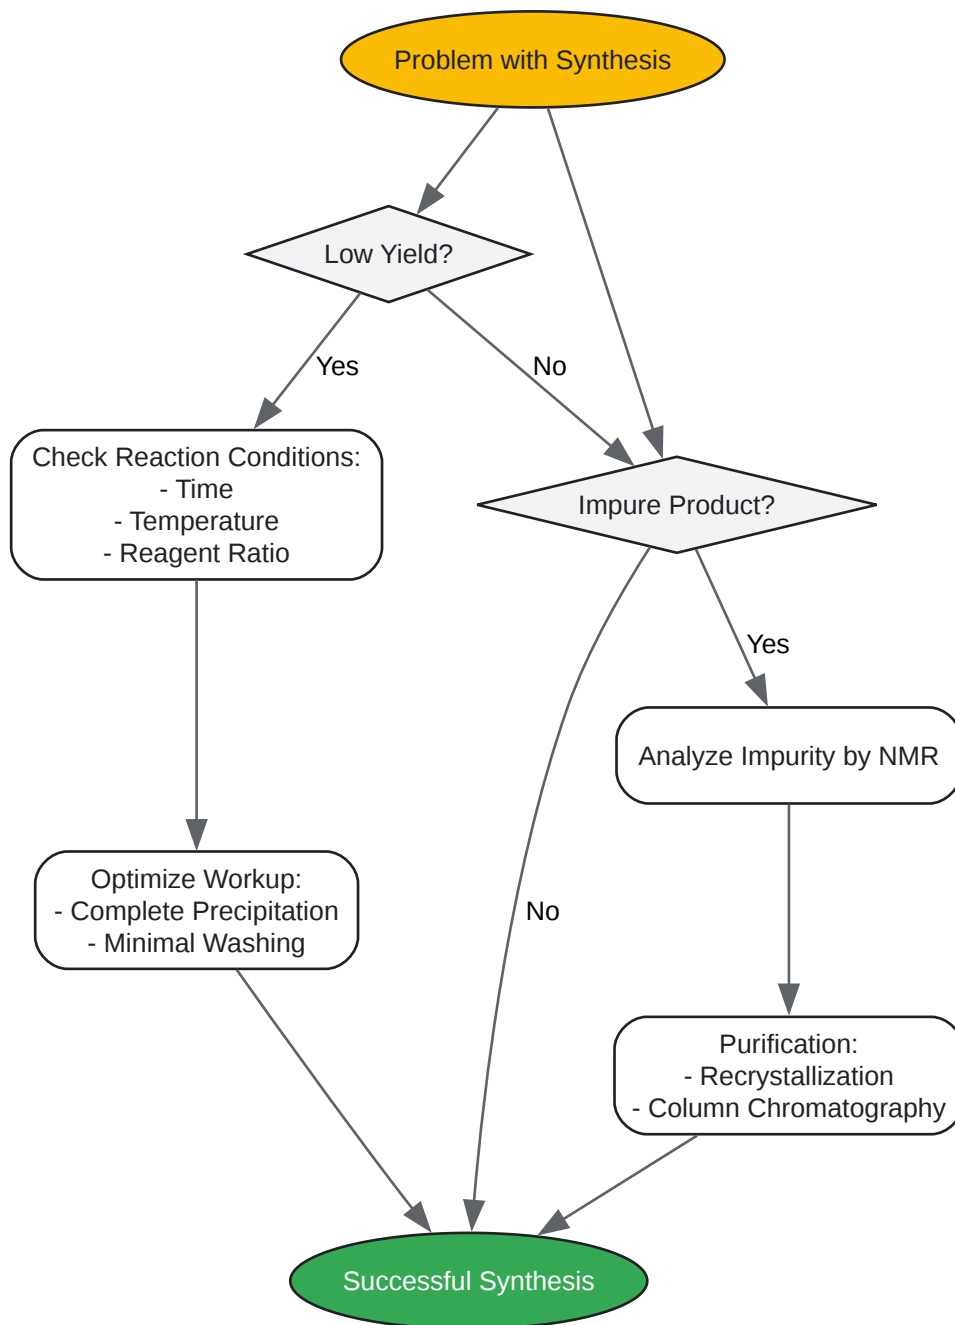 Problem with Synthesis
Low Yield?
Yes
No
Check Reaction Conditions:
- Time
- Temperature
- Reagent Ratio
Impure Product?
Yes
Analyze Impurity by NMR
Optimize Workup:
- Complete Precipitation
- Minimal Washing
No
Purification:
- Recrystallization
- Column Chromatography
Successful Synthesis